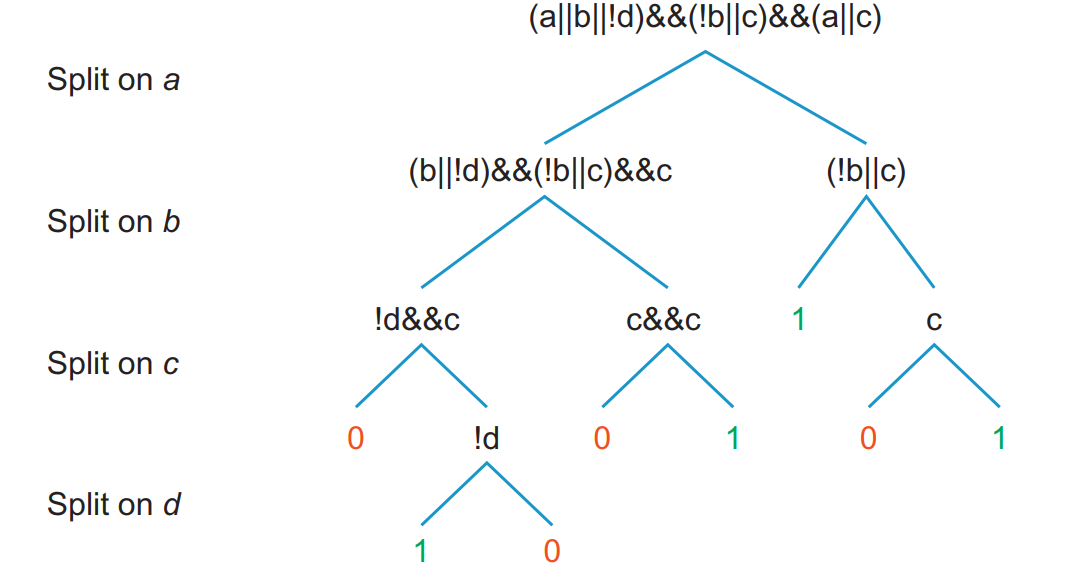 (a||b||!d)&&(!b||c)&&(a||c)
Split on a
(b||!d)&&(!b||c)&&c (!b||c)
Split on b
!d&&c c&&c 1 c
Split on c
0 !d 0 1 0 1
Split on d
1 0